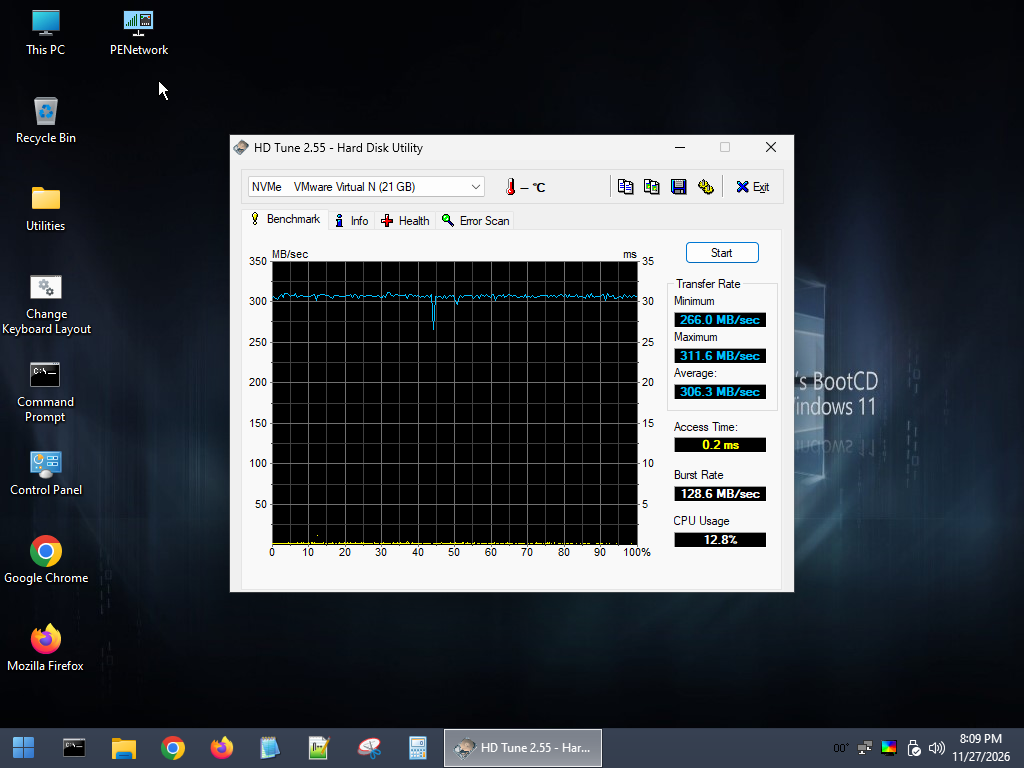 This PC
PENetwork
Recycle Bin
Utilities
Change
Keyboard Layout
Command
Prompt
Control Panel
Google Chrome
Mozilla Firefox
HD Tune 2.55 - Hard Disk Utility
NVMe VMware Virtual N (21 GB)
– °C
Exit
Benchmark
Info
Health
Error Scan
MB/sec
ms
350
300
250
200
150
100
50
35
30
25
20
15
10
5
0 10 20 30 40 50 60 70 80 90 100%
Start
Transfer Rate
Minimum
266.0 MB/sec
Maximum
311.6 MB/sec
Average:
306.3 MB/sec
Access Time:
0.2 ms
Burst Rate
128.6 MB/sec
CPU Usage
12.8%
's BootCD
indows 11
HD Tune 2.55 - Har...
00°
8:09 PM
11/27/2026